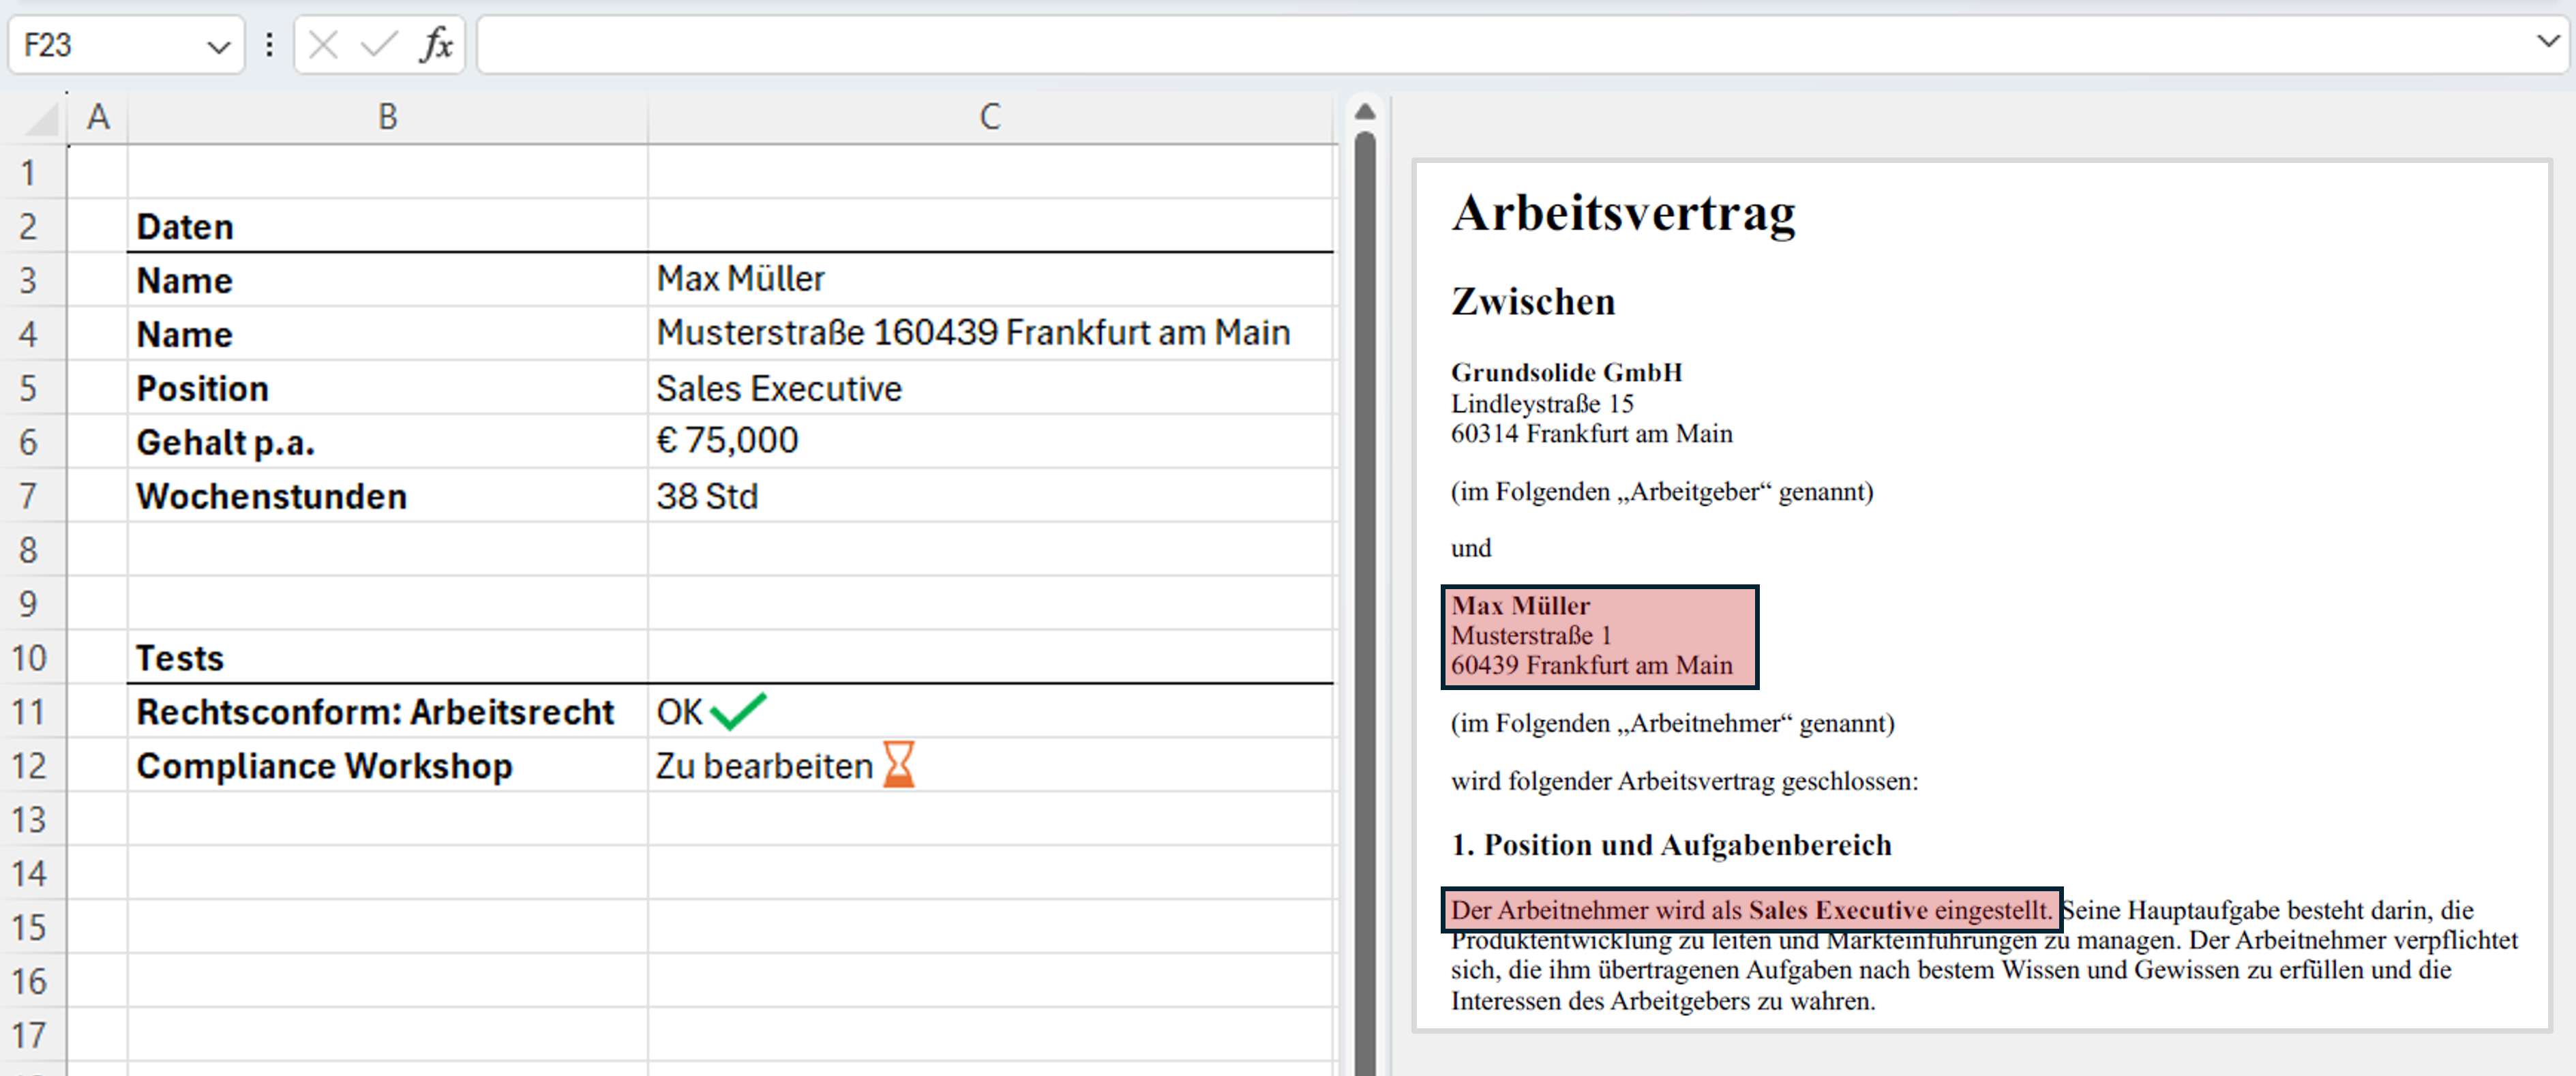 F23
fx
A B C
1
2 Daten
3 Name Max Müller
4 Name Musterstraße 160439 Frankfurt am Main
5 Position Sales Executive
6 Gehalt p.a. € 75,000
7 Wochenstunden 38 Std
8
9
10 Tests
11 Rechtsconform: Arbeitsrecht OK
12 Compliance Workshop Zu bearbeiten
13
14
15
16
17
Arbeitsvertrag
Zwischen
Grundsolide GmbH
Lindleystraße 15
60314 Frankfurt am Main
(im Folgenden „Arbeitgeber“ genannt)
und
Max Müller
Musterstraße 1
60439 Frankfurt am Main
(im Folgenden „Arbeitnehmer“ genannt)
wird folgender Arbeitsvertrag geschlossen:
1. Position und Aufgabenbereich
Der Arbeitnehmer wird als Sales Executive eingestellt. Seine Hauptaufgabe besteht darin, die
Produktentwicklung zu leiten und Markteinführungen zu managen. Der Arbeitnehmer verpflichtet
sich, die ihm übertragenen Aufgaben nach bestem Wissen und Gewissen zu erfüllen und die
Interessen des Arbeitgebers zu wahren.